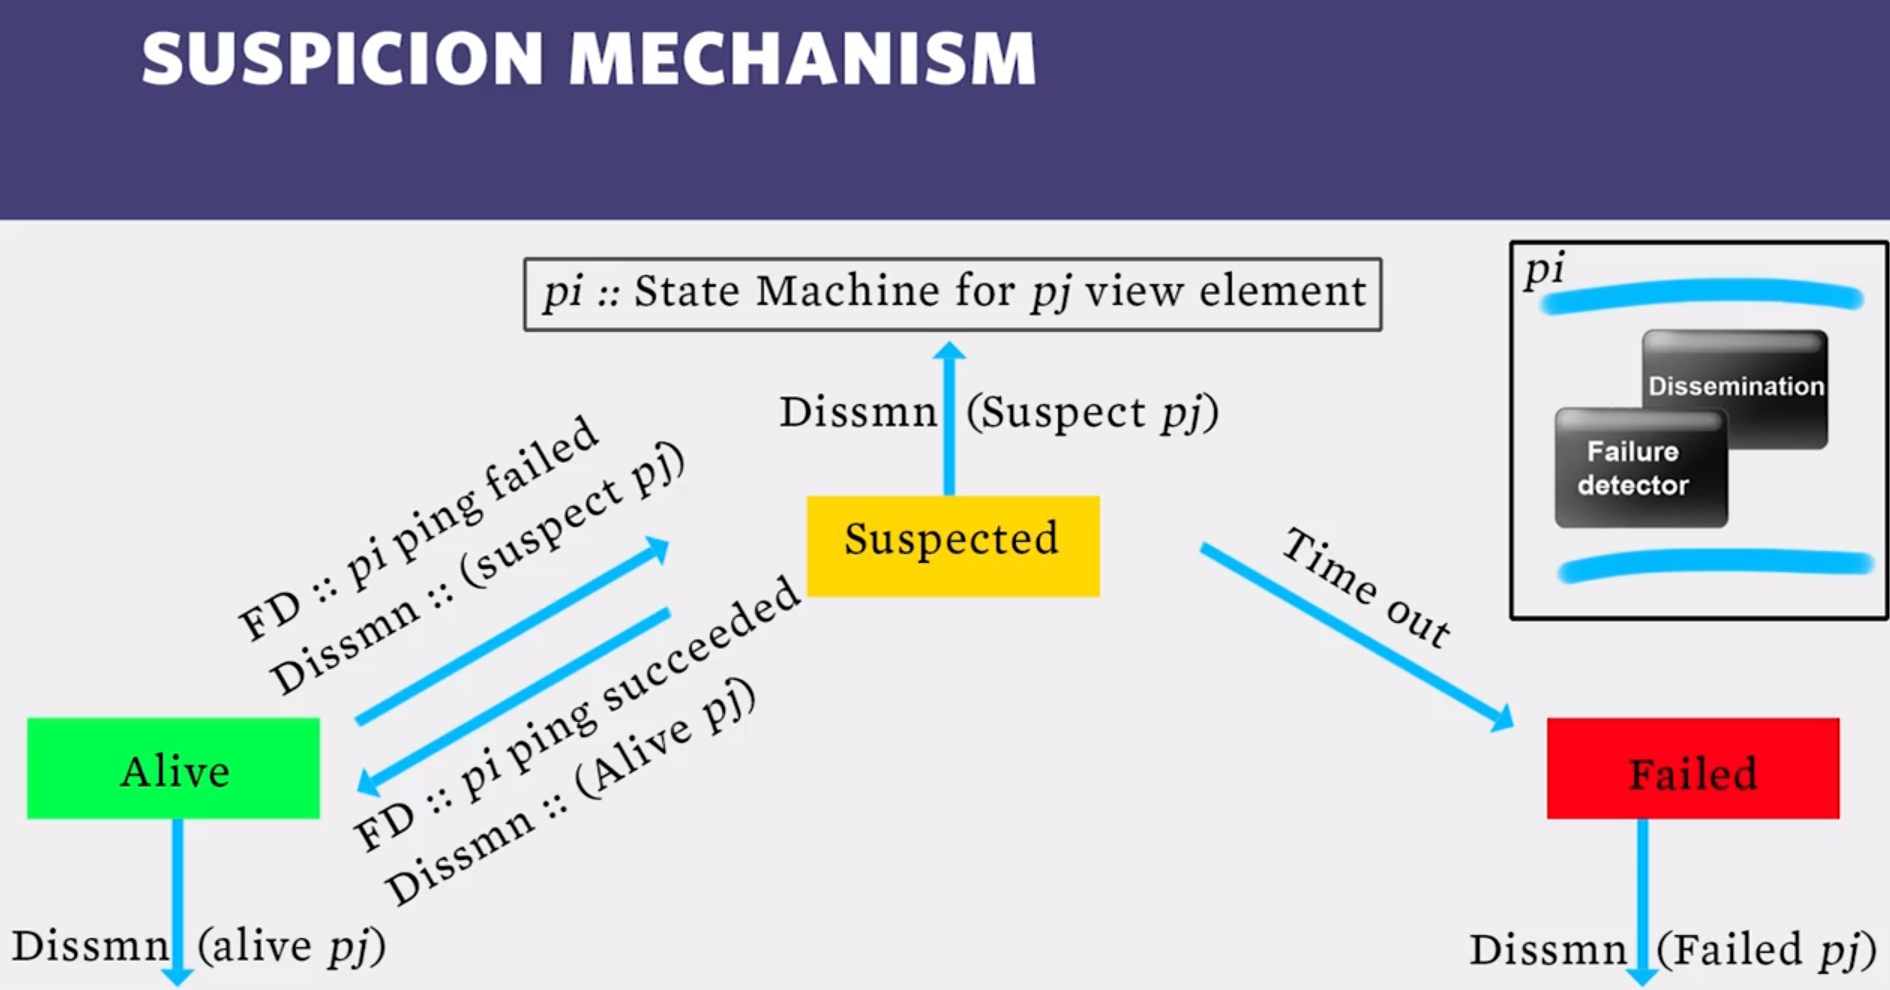 SUSPICION MECHANISM
pi :: State Machine for pj view element
pi
Dissemination
Failure
detector
Dissmn (Suspect pj)
FD :: pi ping failed
Dissmn :: (suspect pj)
Suspected
Time out
FD :: pi ping succeeded
Dissmn :: (Alive pj)
Alive
Failed
Dissmn (alive pj)
Dissmn (Failed pj)